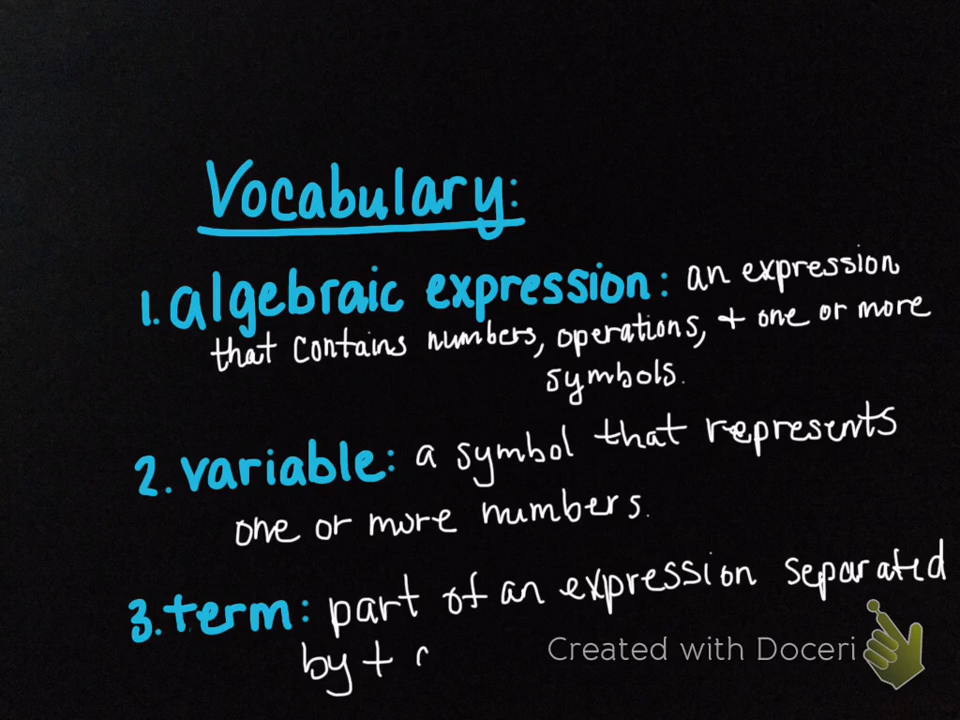 Vocabulary:
1. algebraic expression: an expression
that contains numbers, operations, + one or more
symbols.
2. variable: a symbol that represents
one or more numbers.
3. term: part of an expression separated
by +
Created with Doceri